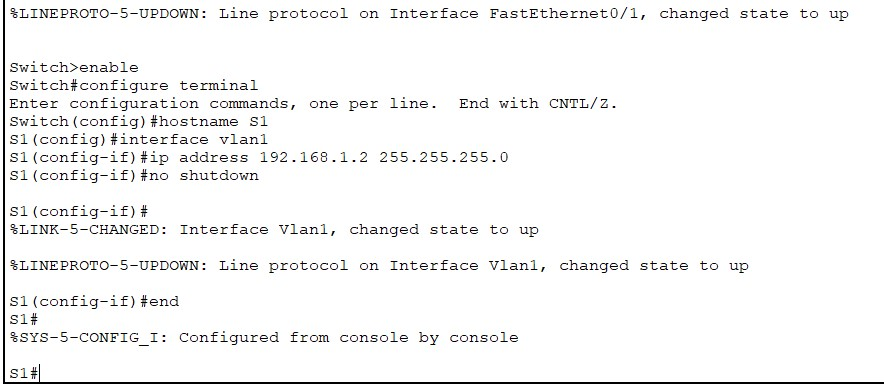 %LINEPROTO-5-UPDOWN: Line protocol on Interface FastEthernet0/1, changed state to up
Switch>enable
Switch#configure terminal
Enter configuration commands, one per line.  End with CNTL/Z.
Switch(config)#hostname S1
S1(config)#interface vlan1
S1(config-if)#ip address 192.168.1.2 255.255.255.0
S1(config-if)#no shutdown
S1(config-if)#
%LINK-5-CHANGED: Interface Vlan1, changed state to up
%LINEPROTO-5-UPDOWN: Line protocol on Interface Vlan1, changed state to up
S1(config-if)#end
S1#
%SYS-5-CONFIG_I: Configured from console by console
S1#